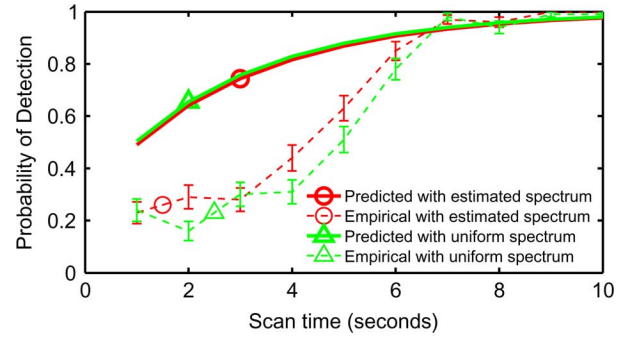 Probability of Detection
1
0.8
0.6
0.4
0.2
0
0
2
4
6
8
10
Scan time (seconds)
Predicted with estimated spectrum
Empirical with estimated spectrum
Predicted with uniform spectrum
Empirical with uniform spectrum